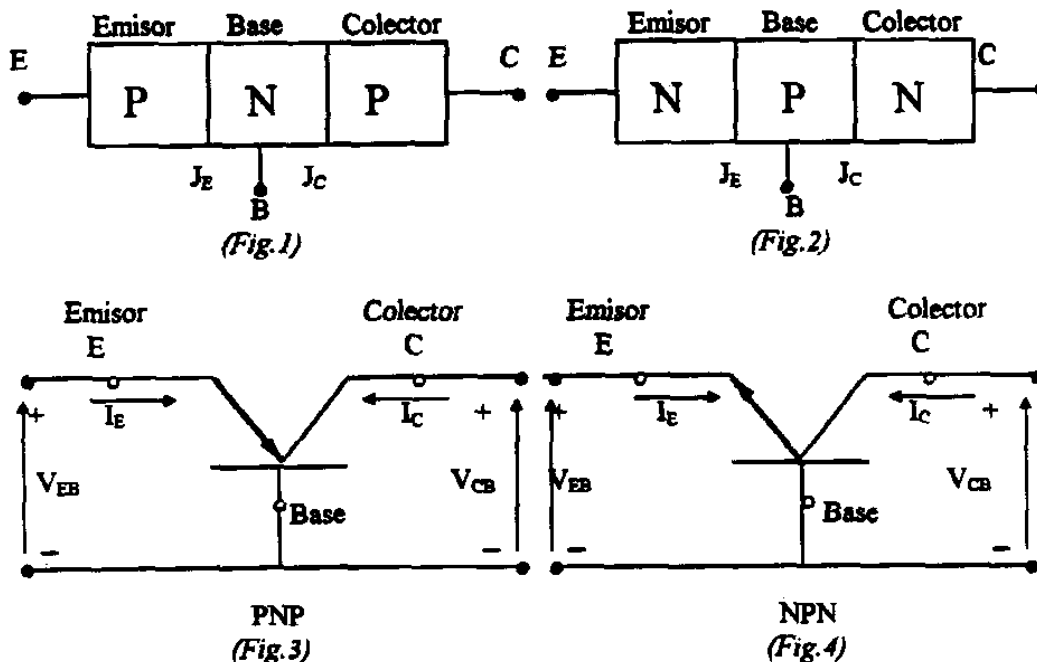 Emisor Base Colector
E P N P C
J_E J_C
B
(Fig.1)
Emisor Base Colector
E N P N C
J_E J_C
B
(Fig.2)
Emisor Colector
E C
I_E I_C
+ +
V_EB V_CB
Base
- -
PNP
(Fig.3)
Emisor Colector
E C
I_E I_C
+ +
V_EB V_CB
Base
- -
NPN
(Fig.4)